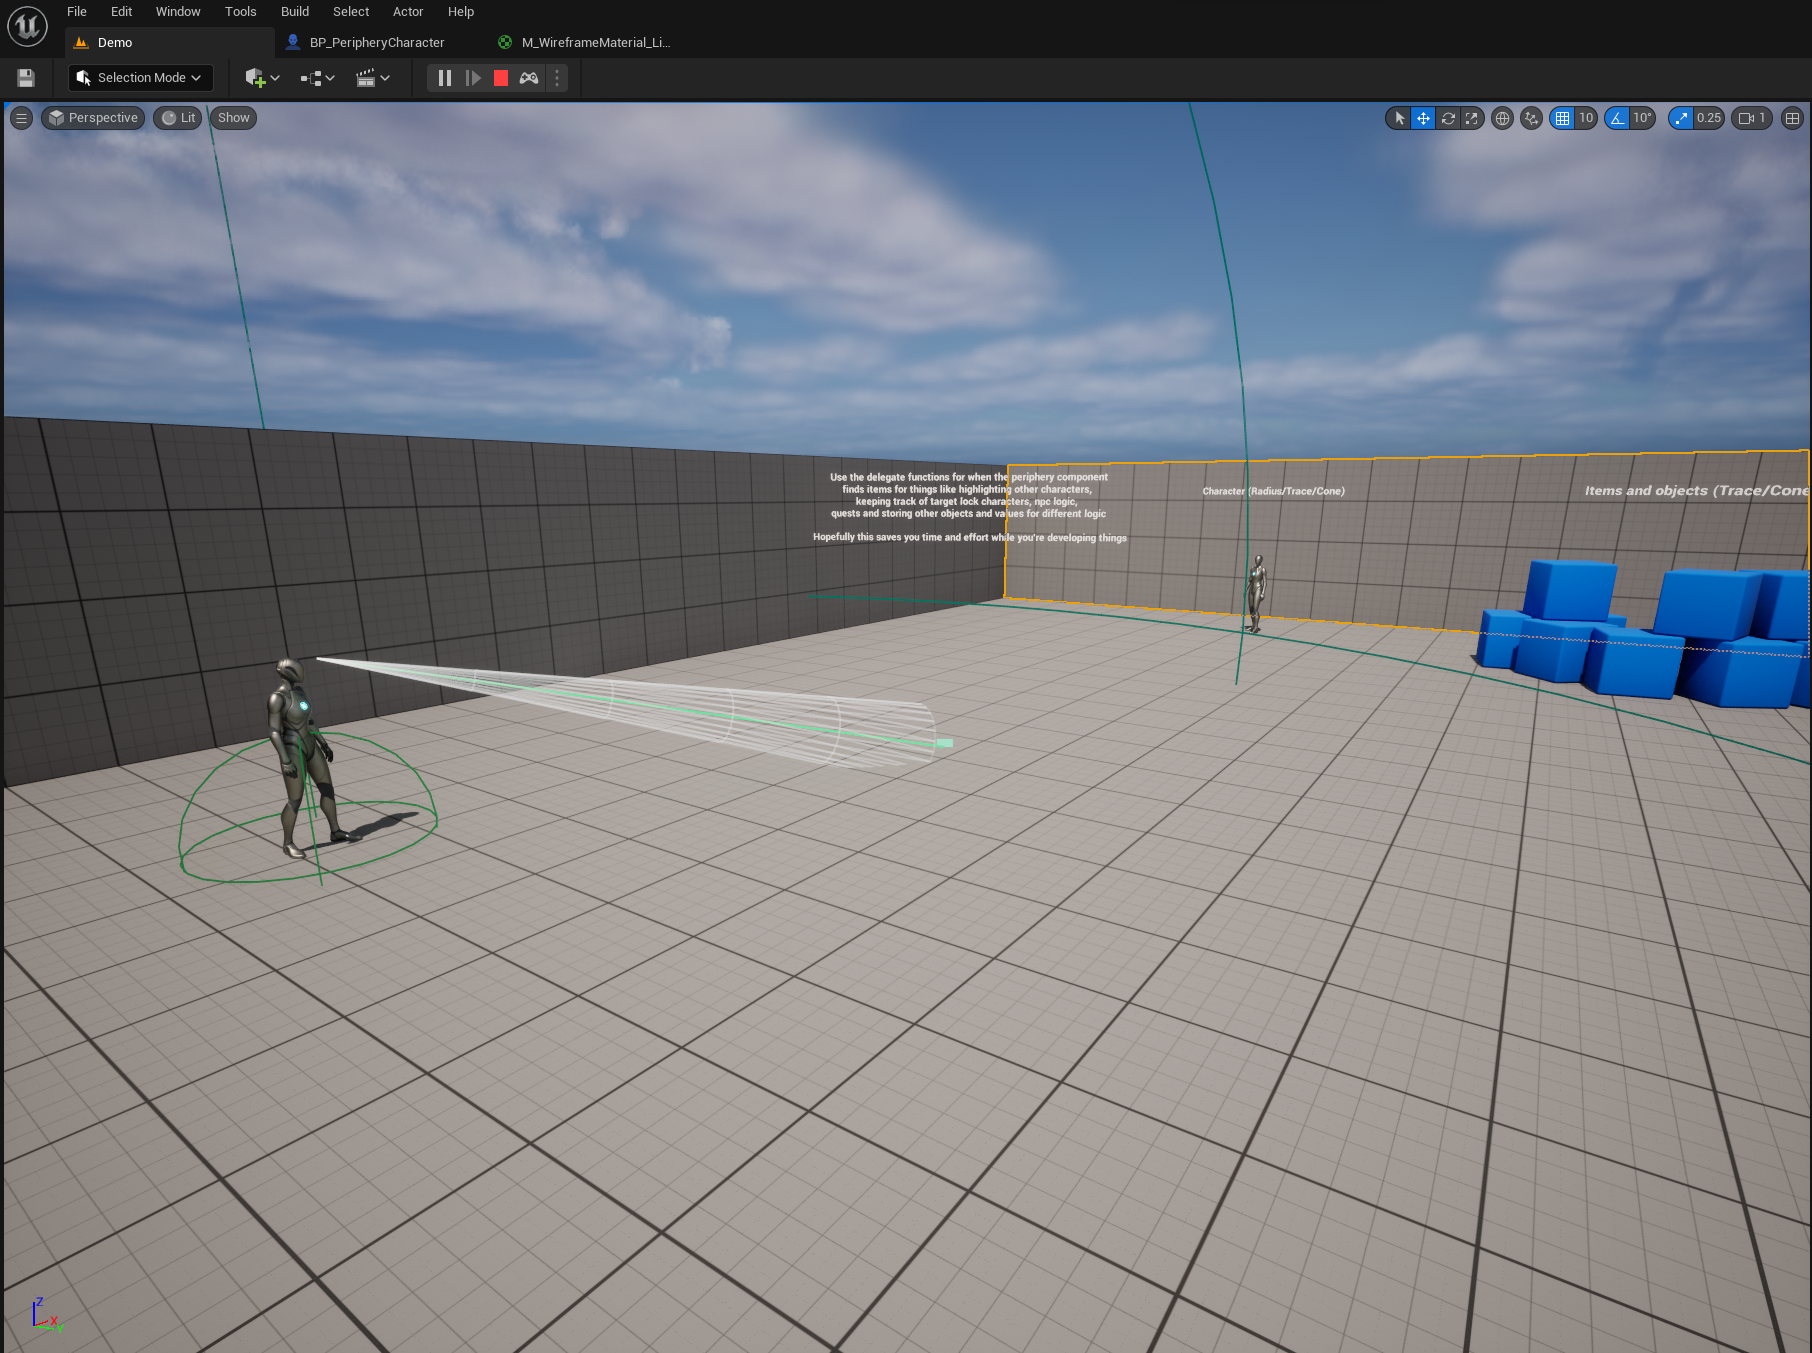 File Edit Window Tools Build Select Actor Help
Demo BP_PeripheryCharacter M_WireframeMaterial_Li...
Selection Mode
Perspective Lit Show 10 10° 0.25 1
Use the delegate functions for when the periphery component
finds items for things like highlighting other characters,
keeping track of target lock characters, npc logic,
quests and storing other objects and values for different logic
Hopefully this saves you time and effort while you're developing things
Character (Radius/Trace/Cone)
Items and objects (Trace/Cone
Z
X
Y